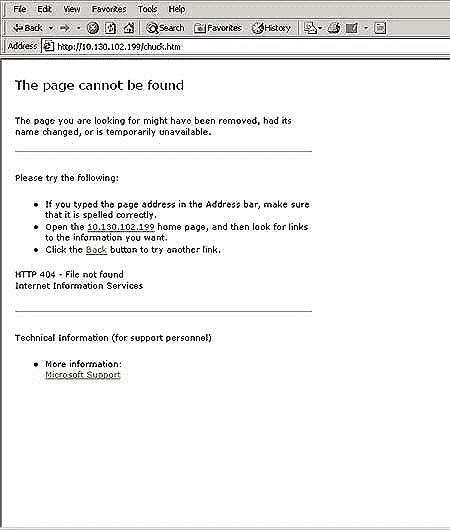 File Edit View Favorites Tools Help
Back Search Favorites History
Address http://10.130.102.199/chuck.htm
The page cannot be found
The page you are looking for might have been removed, had its
name changed, or is temporarily unavailable.
Please try the following:
If you typed the page address in the Address bar, make sure
that it is spelled correctly.
Open the 10.130.102.199 home page, and then look for links
to the information you want.
Click the Back button to try another link.
HTTP 404 - File not found
Internet Information Services
Technical Information (for support personnel)
More information:
Microsoft Support